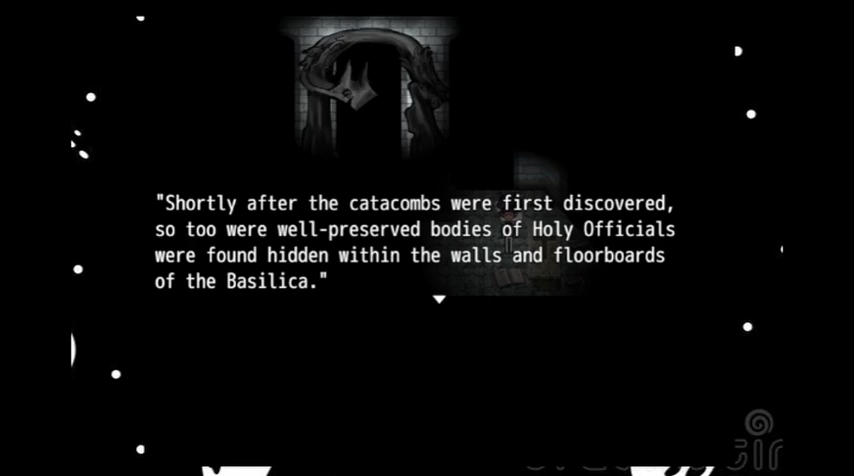 "Shortly after the catacombs were first discovered,
so too were well-preserved bodies of Holy Officials
were found hidden within the walls and floorboards
of the Basilica."